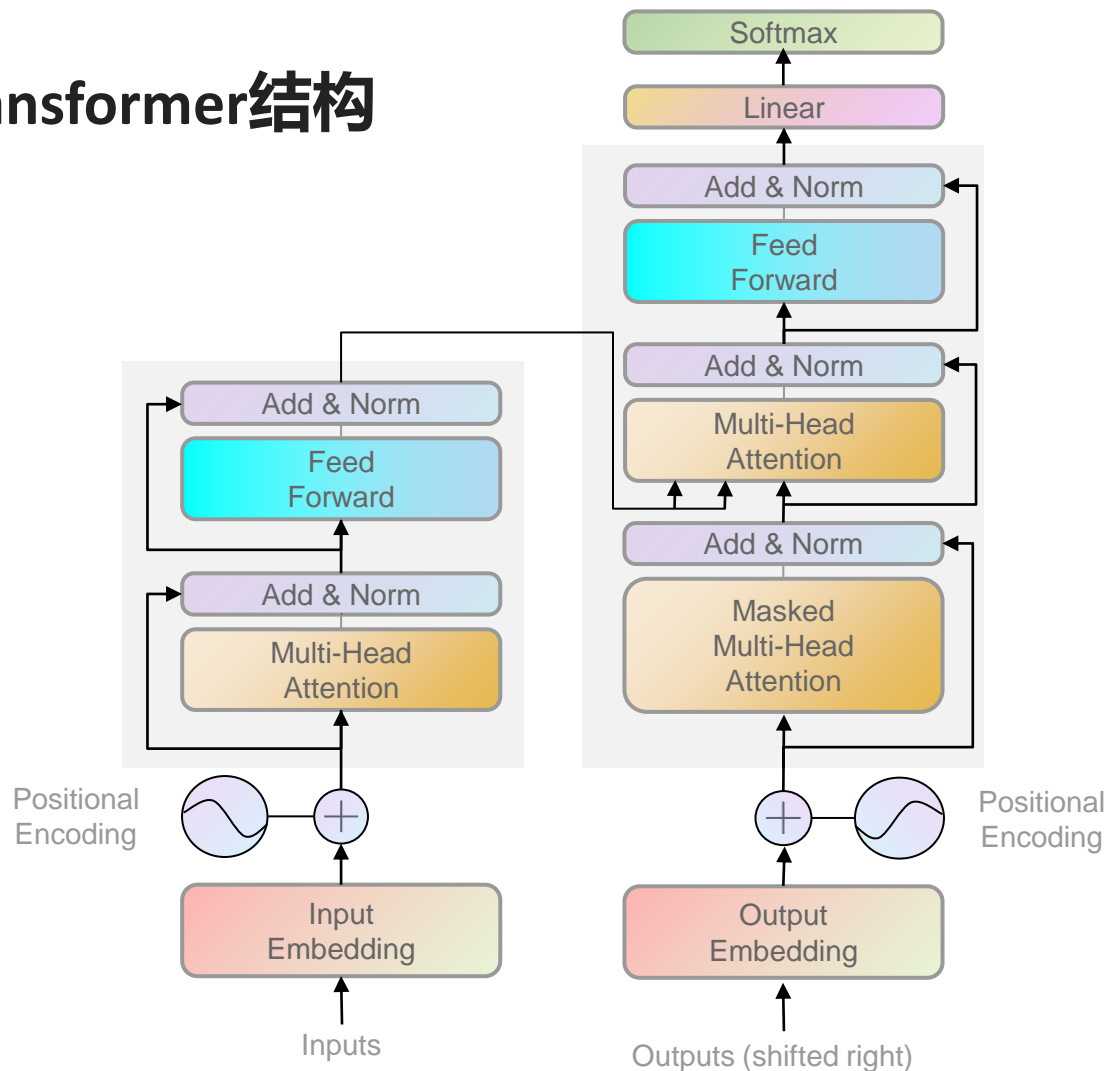 ansformer结构
Softmax
Linear
Add & Norm
Feed
Forward
Add & Norm
Multi-Head
Attention
Add & Norm
Masked
Multi-Head
Attention
Positional
Encoding
Output
Embedding
Outputs (shifted right)
Add & Norm
Feed
Forward
Add & Norm
Multi-Head
Attention
Positional
Encoding
Input
Embedding
Inputs